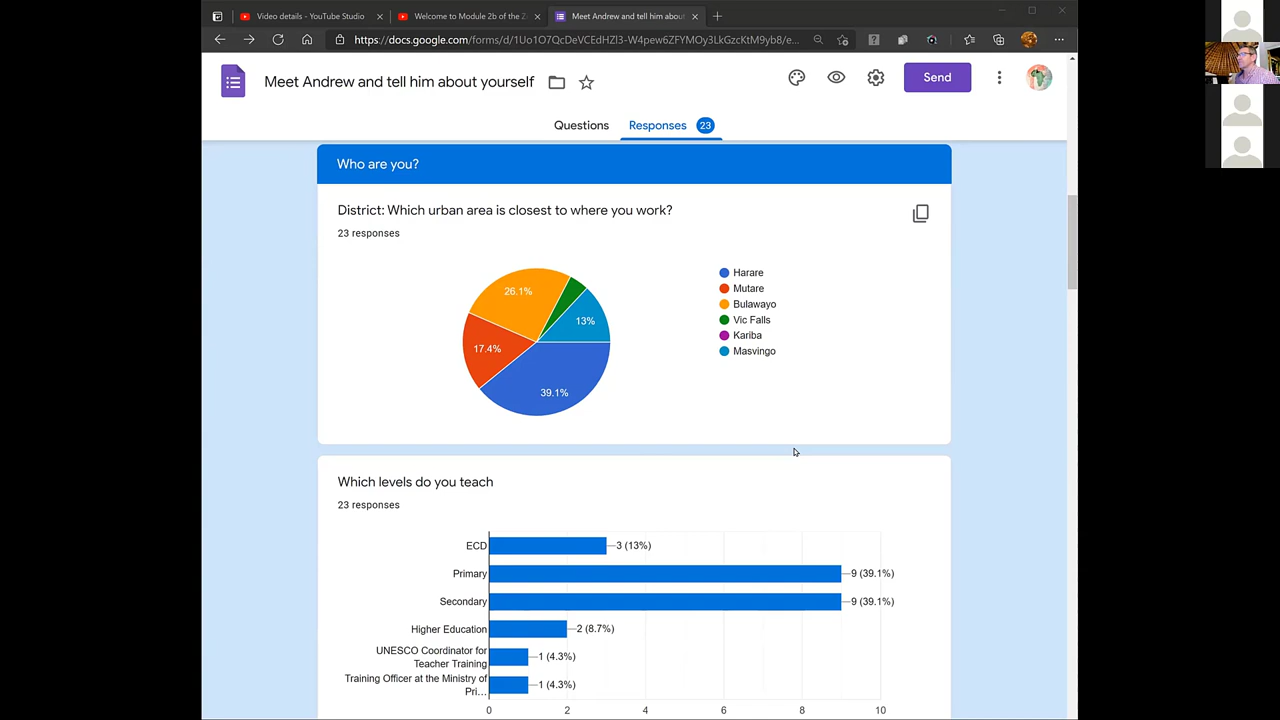 Video details - YouTube Studio
Welcome to Module 2b of the Z
Meet Andrew and tell him about
https://docs.google.com/forms/d/1Uo1O7QcDeVCEdHZl3-W4pew6ZFYMOy3LkGzcKtM9yb8/e...
Meet Andrew and tell him about yourself
Send
Questions
Responses 23
Who are you?
District: Which urban area is closest to where you work?
23 responses
26.1%
13%
17.4%
39.1%
Harare
Mutare
Bulawayo
Vic Falls
Kariba
Masvingo
Which levels do you teach
23 responses
ECD 3 (13%)
Primary 9 (39.1%)
Secondary 9 (39.1%)
Higher Education 2 (8.7%)
UNESCO Coordinator for
Teacher Training 1 (4.3%)
Training Officer at the Ministry of
Pri... 1 (4.3%)
0 2 4 6 8 10